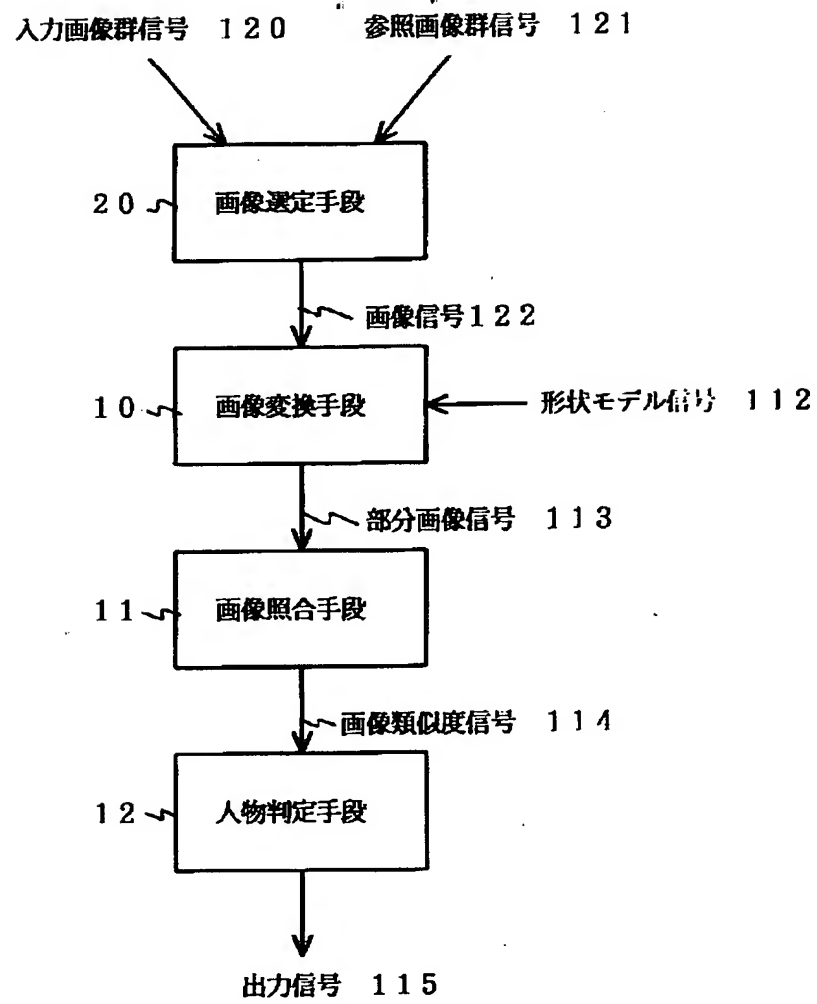 入力画像群信号 120 参照画像群信号 121
20 画像選定手段
画像信号122
10 画像変換手段 形状モデル信号 112
部分画像信号 113
11 画像照合手段
画像類似度信号 114
12 人物判定手段
出力信号 115